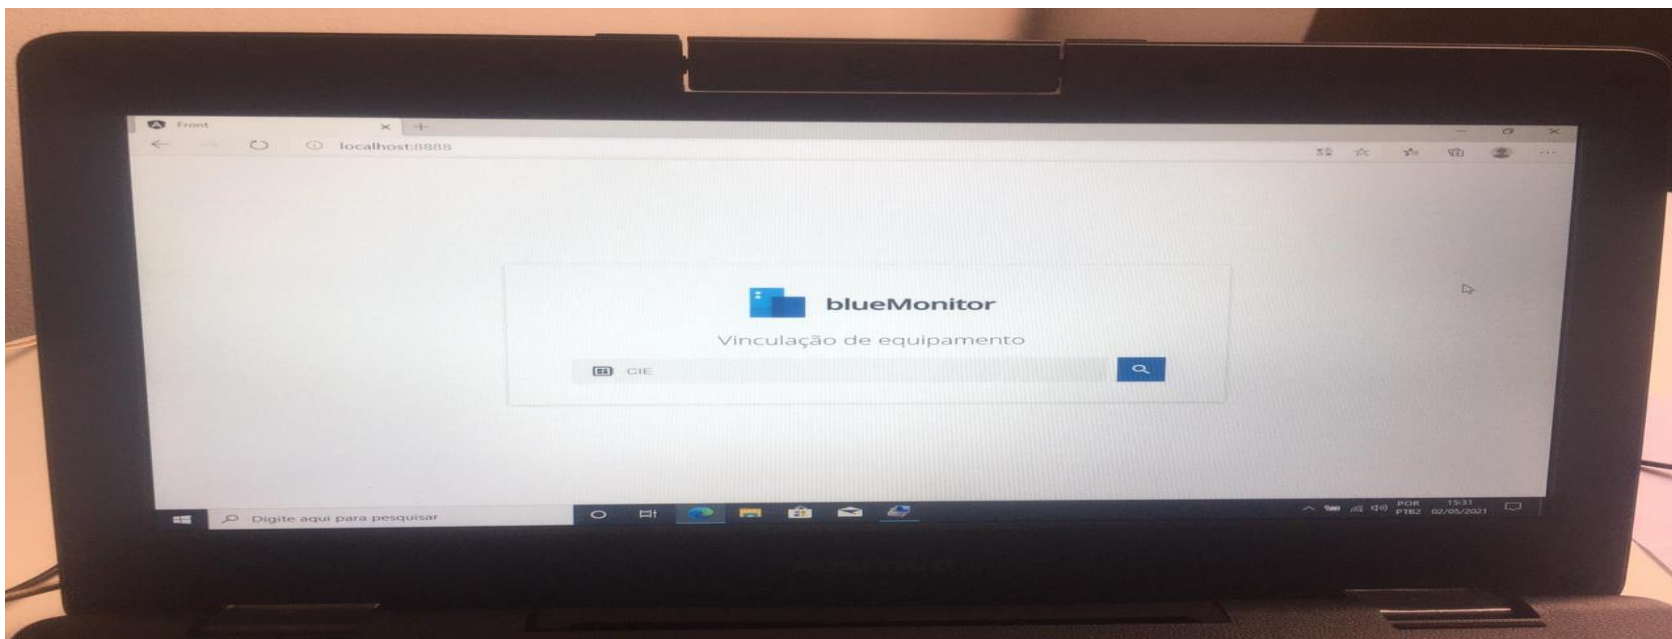 Front
localhost:8888
blueMonitor
Vinculação de equipamento
CIE
Digite aqui para pesquisar
POR 15:31
PTB2 02/05/2021